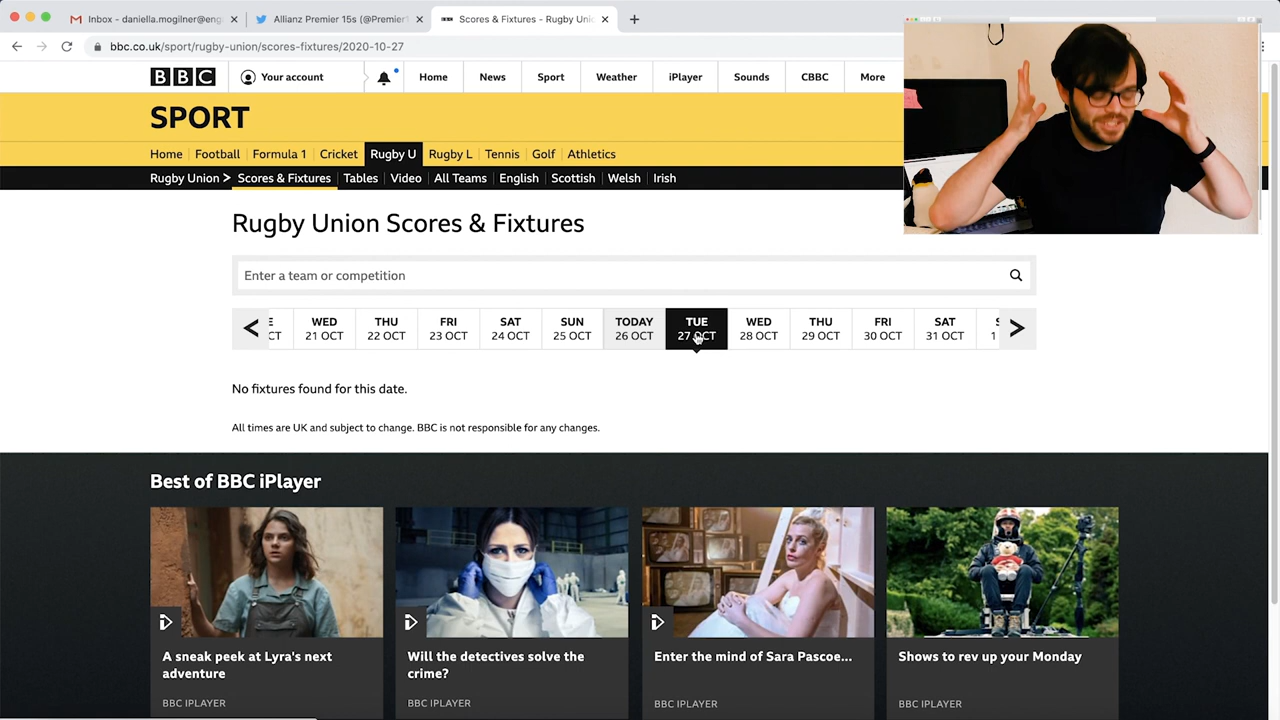 Inbox - daniella.mogilner@eng
Allianz Premier 15s (@Premier1
Scores & Fixtures - Rugby Unio
bbc.co.uk/sport/rugby-union/scores-fixtures/2020-10-27
BBC
Your account
Home
News
Sport
Weather
iPlayer
Sounds
CBBC
More
SPORT
Home
Football
Formula 1
Cricket
Rugby U
Rugby L
Tennis
Golf
Athletics
Rugby Union >
Scores & Fixtures
Tables
Video
All Teams
English
Scottish
Welsh
Irish
Rugby Union Scores & Fixtures
Enter a team or competition
WED
21 OCT
THU
22 OCT
FRI
23 OCT
SAT
24 OCT
SUN
25 OCT
TODAY
26 OCT
TUE
27 OCT
WED
28 OCT
THU
29 OCT
FRI
30 OCT
SAT
31 OCT
No fixtures found for this date.
All times are UK and subject to change. BBC is not responsible for any changes.
Best of BBC iPlayer
A sneak peek at Lyra's next
adventure
BBC IPLAYER
Will the detectives solve the
crime?
BBC IPLAYER
Enter the mind of Sara Pascoe...
BBC IPLAYER
Shows to rev up your Monday
BBC IPLAYER